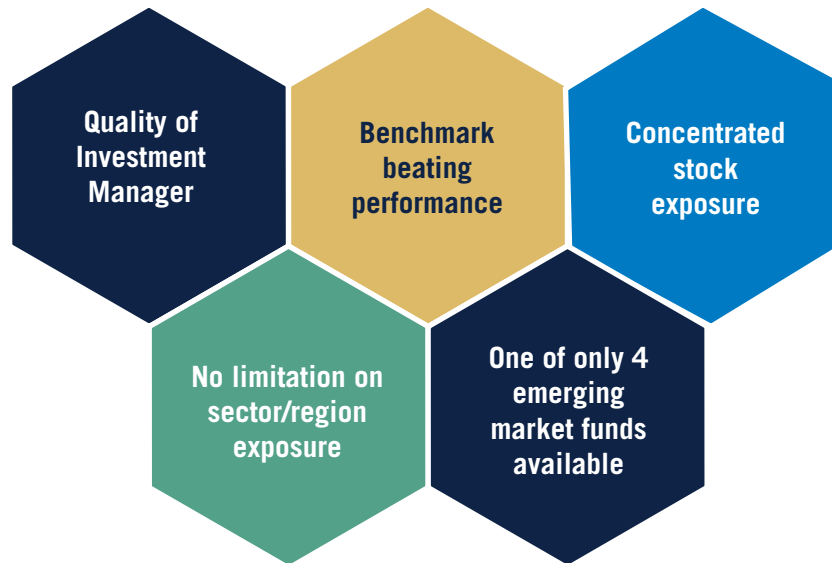 Quality of
Investment
Manager
Benchmark
beating
performance
Concentrated
stock
exposure
No limitation on
sector/region
exposure
One of only 4
emerging
market funds
available